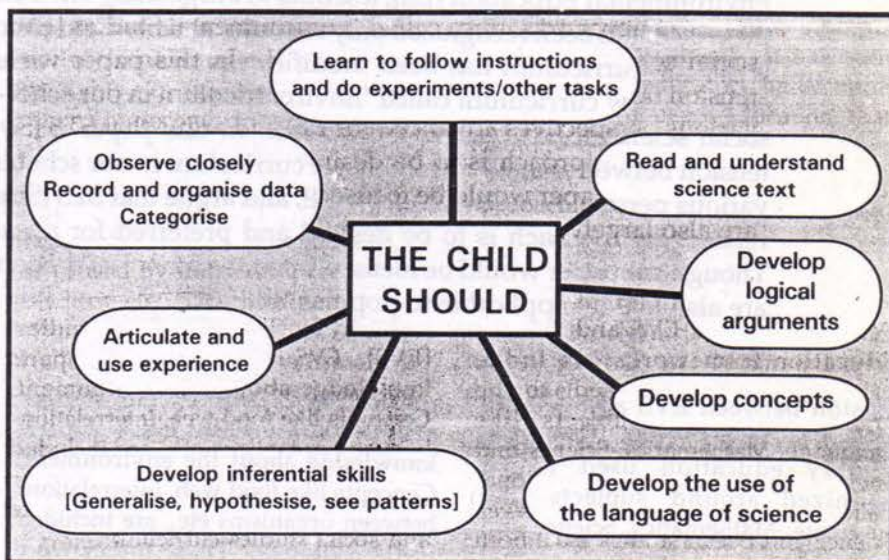 Learn to follow instructions
and do experiments/other tasks
Observe closely
Record and organise data
Categorise
Read and understand
science text
THE CHILD
SHOULD
Develop
logical
arguments
Articulate and
use experience
Develop concepts
Develop inferential skills
[Generalise, hypothesise, see patterns]
Develop the use of
the language of science